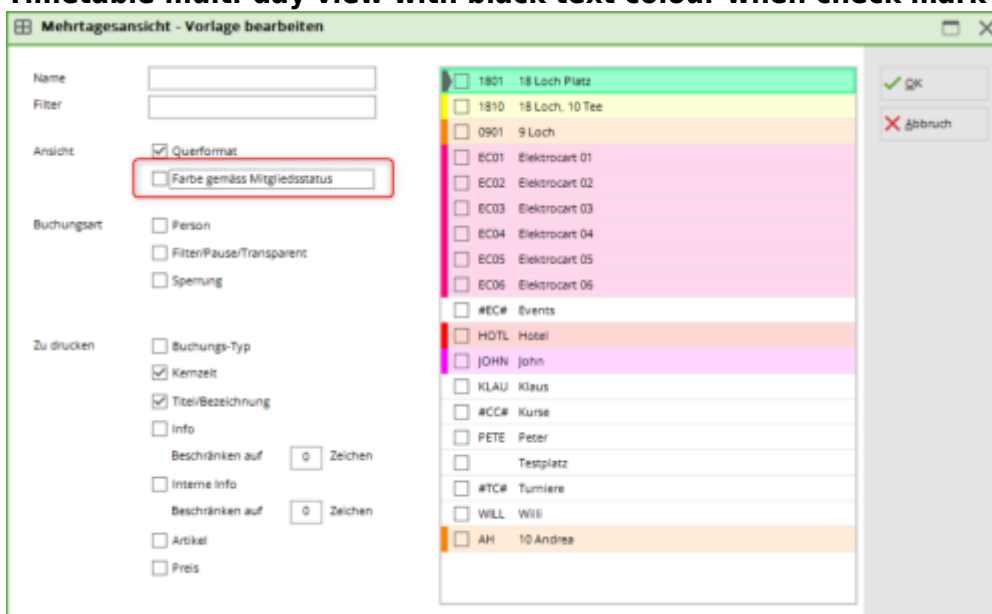 Timetable multi-day view with black text colour when check mark
Mehrtagesansicht - Vorlage bearbeiten
Name
Filter
Ansicht
Querformat
Farbe gemäss Mitgliedsstatus
Buchungsart
Person
Filter/Pause/Transparent
Sperrung
Zu drucken
Buchungs-Typ
Kernzeit
Titel/Bezeichnung
Info
Beschränken auf 0 Zeichen
Interne Info
Beschränken auf 0 Zeichen
Artikel
Preis
1801 18 Loch Platz
1810 18 Loch, 10 Tee
0901 9 Loch
EC01 Elektrocart 01
EC02 Elektrocart 02
EC03 Elektrocart 03
EC04 Elektrocart 04
EC05 Elektrocart 05
EC06 Elektrocart 06
#EC# Events
HOTL Hotel
JOHN John
KLAU Klaus
#CC# Kurse
PETE Peter
Testplatz
#TC# Turniere
WILL Willi
AH 10 Andrea
OK
Abbruch